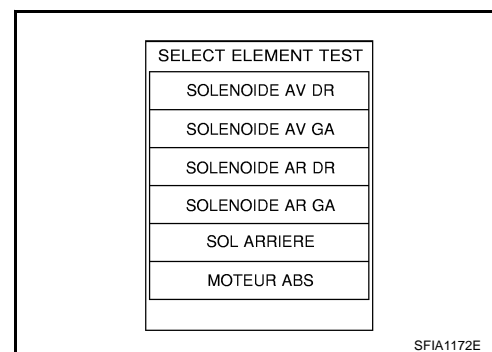 SELECT ELEMENT TEST
SOLENOIDE AV DR
SOLENOIDE AV GA
SOLENOIDE AR DR
SOLENOIDE AR GA
SOL ARRIERE
MOTEUR ABS
SFIA1172E